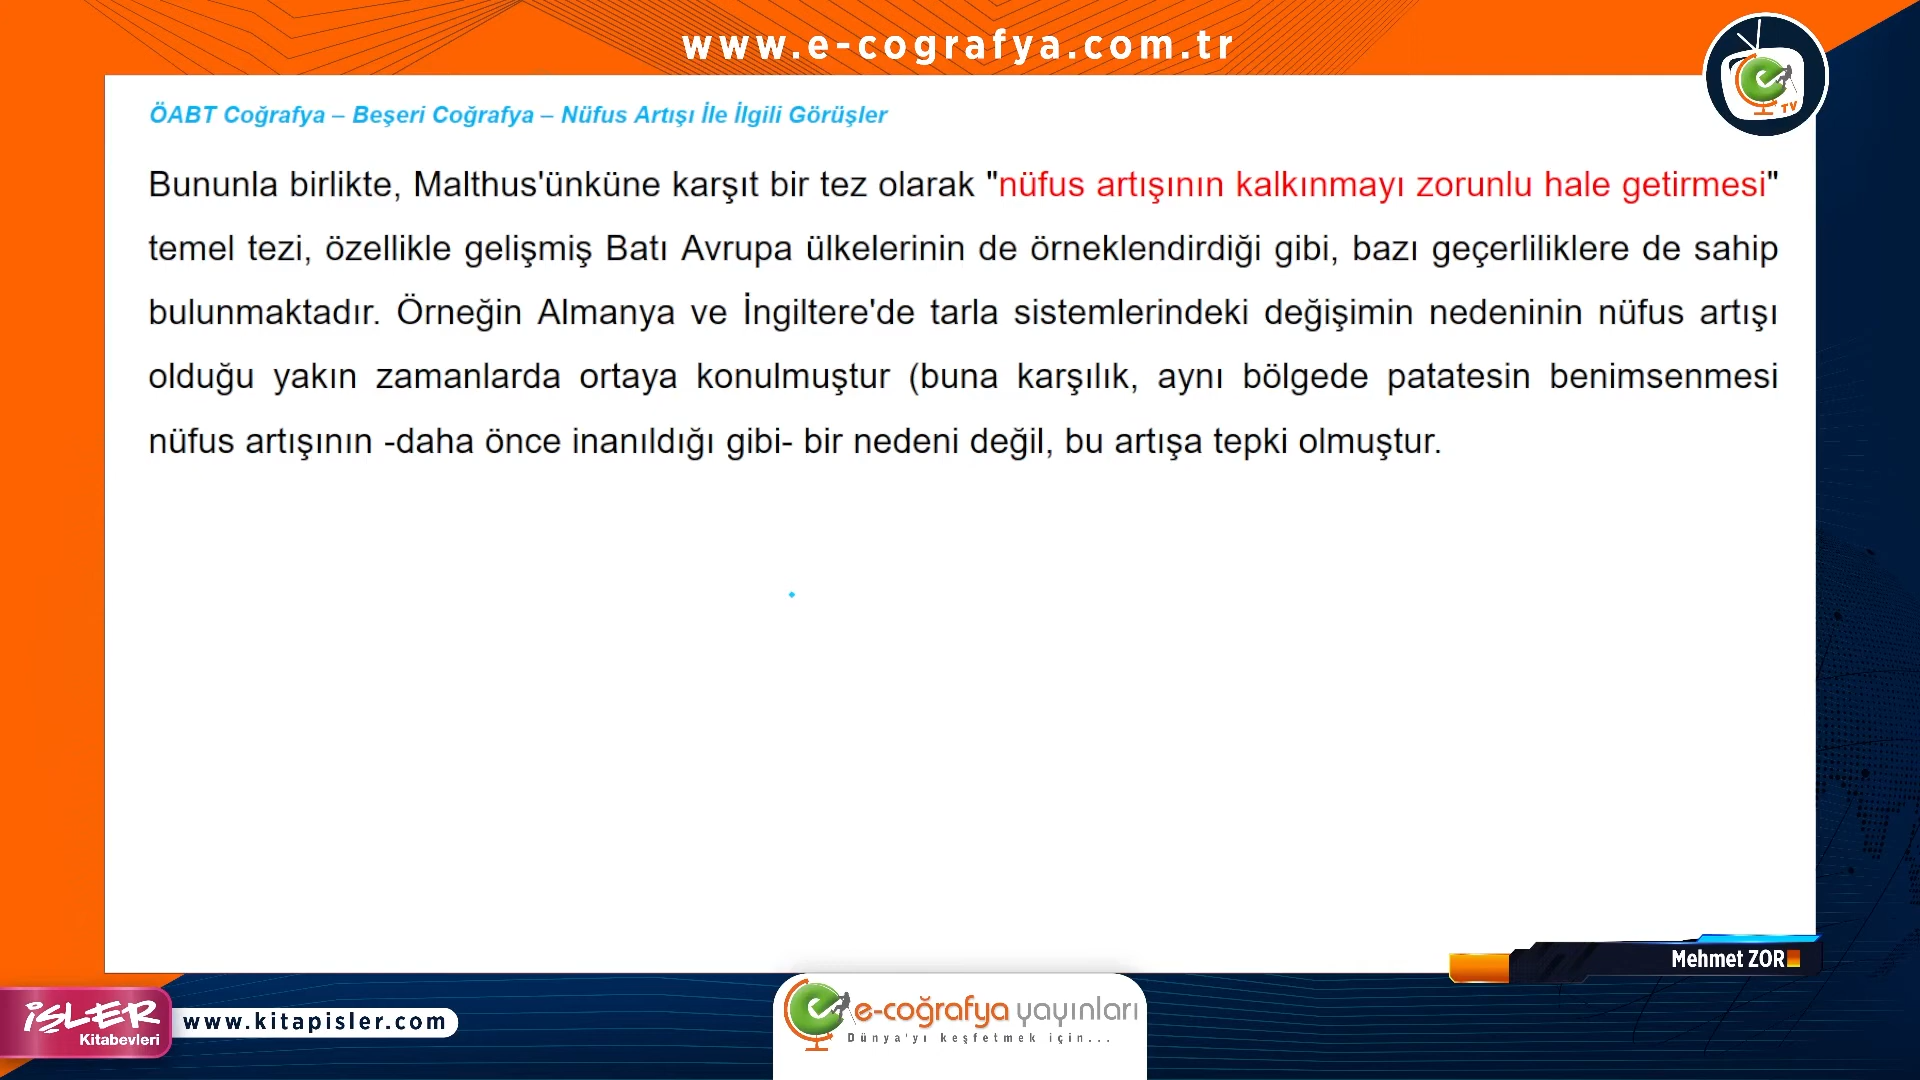 www.e-cografya.com.tr
TV
ÖABT Coğrafya – Beşeri Coğrafya – Nüfus Artışı İle İlgili Görüşler
Bununla birlikte, Malthus'ünküne karşıt bir tez olarak "nüfus artışının kalkınmayı zorunlu hale getirmesi"
temel tezi, özellikle gelişmiş Batı Avrupa ülkelerinin de örneklendirdiği gibi, bazı geçerliliklere de sahip
bulunmaktadır. Örneğin Almanya ve İngiltere'de tarla sistemlerindeki değişimin nedeninin nüfus artışı
olduğu yakın zamanlarda ortaya konulmuştur (buna karşılık, aynı bölgede patatesin benimsenmesi
nüfus artışının -daha önce inanıldığı gibi- bir nedeni değil, bu artışa tepki olmuştur.
Mehmet ZOR
İŞLER
Kitabevleri
www.kitapisler.com
e-coğrafya yayınları
Dünya'yı keşfetmek için...